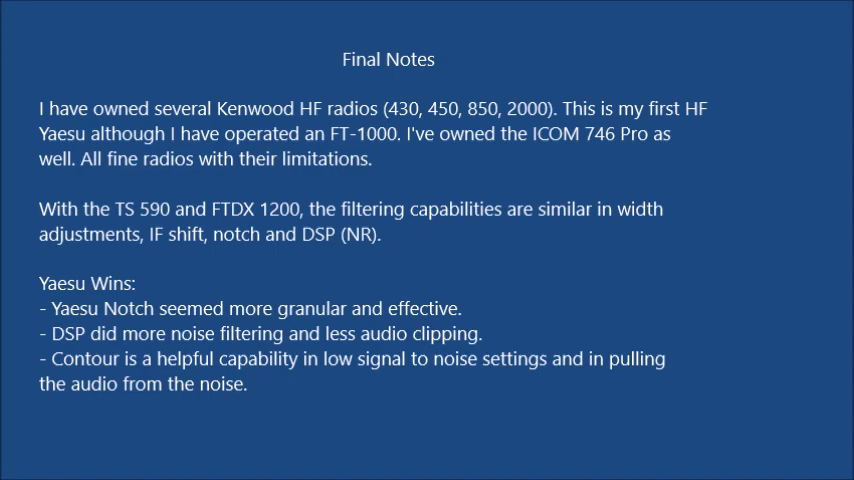 Final Notes
I have owned several Kenwood HF radios (430, 450, 850, 2000). This is my first HF
Yaesu although I have operated an FT-1000. I've owned the ICOM 746 Pro as
well. All fine radios with their limitations.
With the TS 590 and FTDX 1200, the filtering capabilities are similar in width
adjustments, IF shift, notch and DSP (NR).
Yaesu Wins:
- Yaesu Notch seemed more granular and effective.
- DSP did more noise filtering and less audio clipping.
- Contour is a helpful capability in low signal to noise settings and in pulling
the audio from the noise.